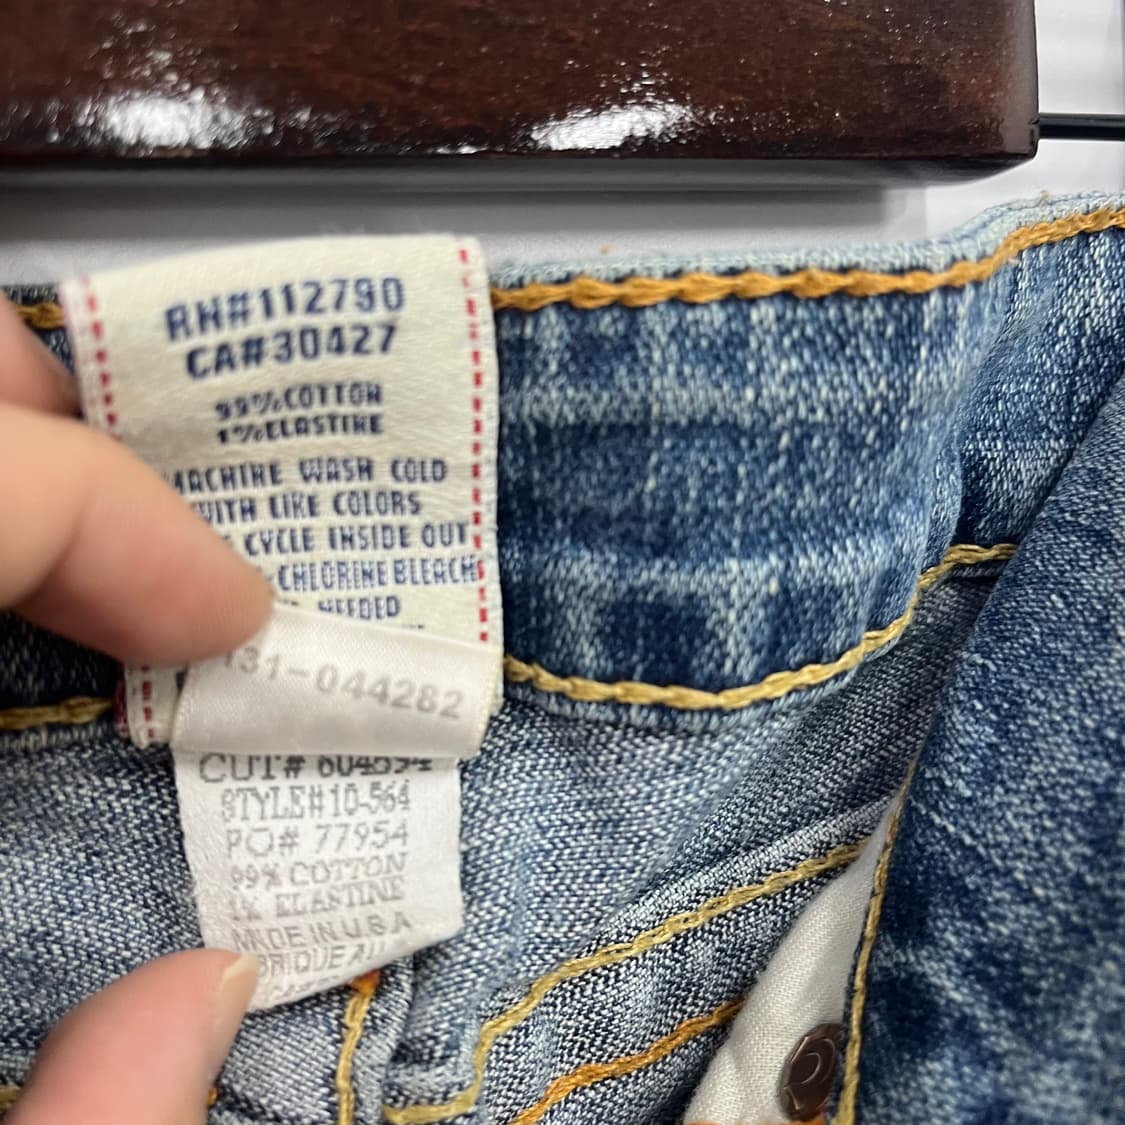 RN#112790
CA#30427
99%COTTON
1%ELASTINE
MACHINE WASH COLD
WITH LIKE COLORS
CYCLE INSIDE OUT
CHLORINE BLEACH
NEEDED
131-044282
CUT# 604594
STYLE# 10-564
PO# 77954
99% COTTON
1% ELASTINE
MADE IN U.S.A